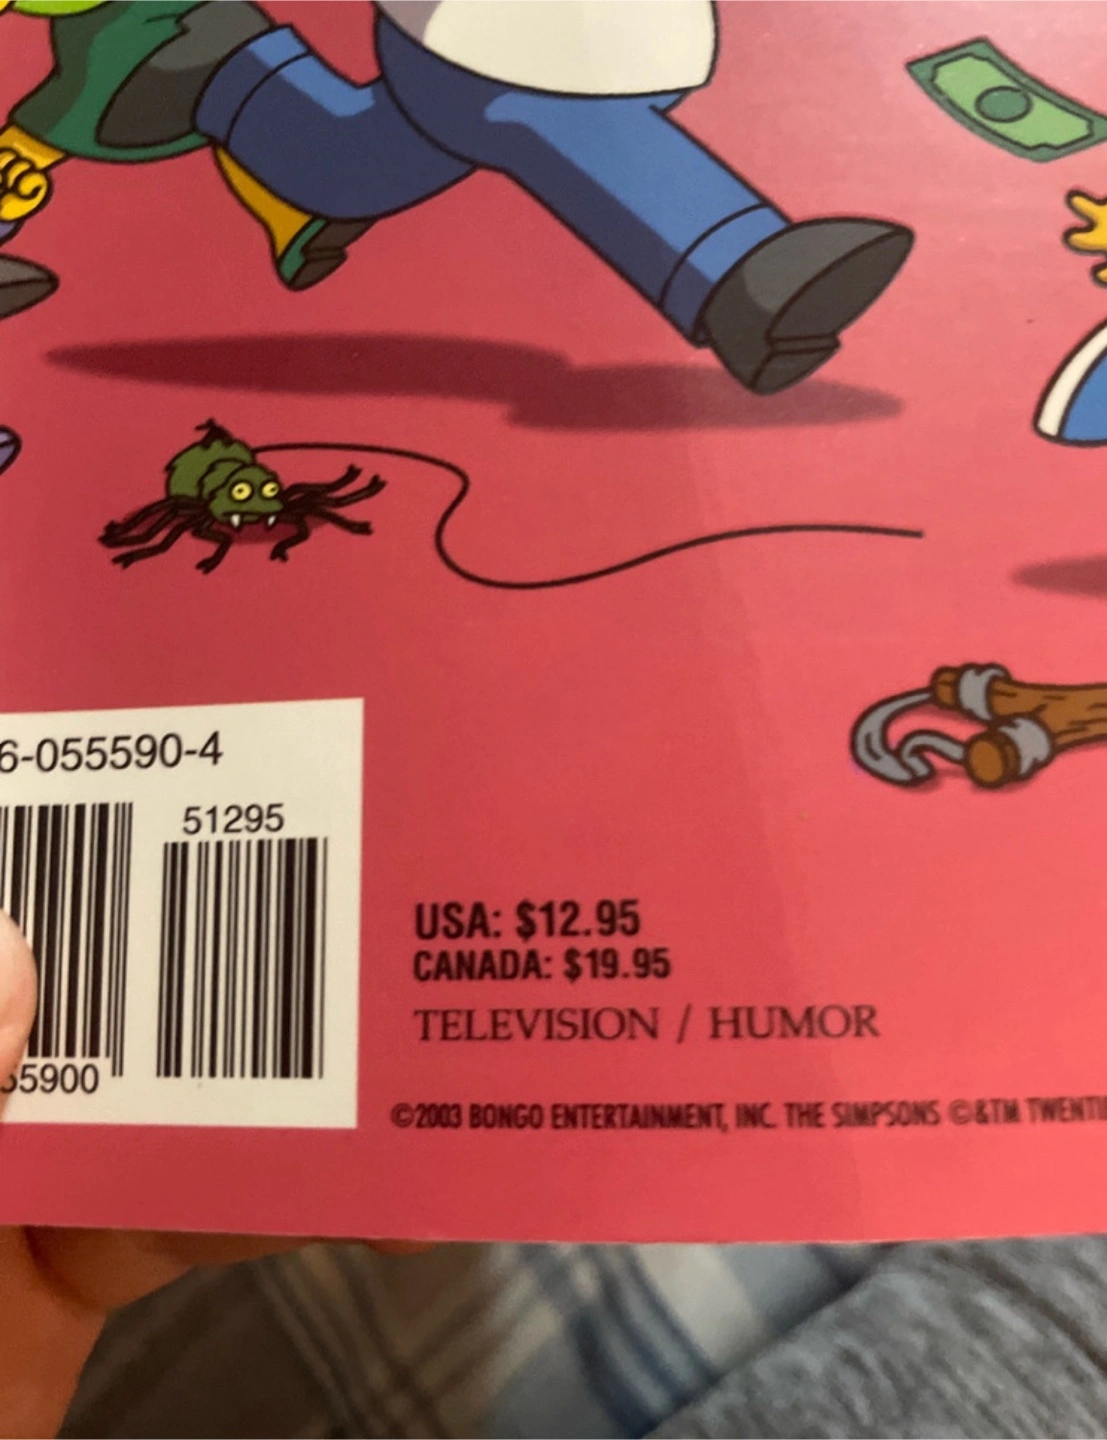 6-055590-4
51295
55900
USA: $12.95
CANADA: $19.95
TELEVISION / HUMOR
©2003 BONGO ENTERTAINMENT, INC. THE SIMPSONS ©&TM